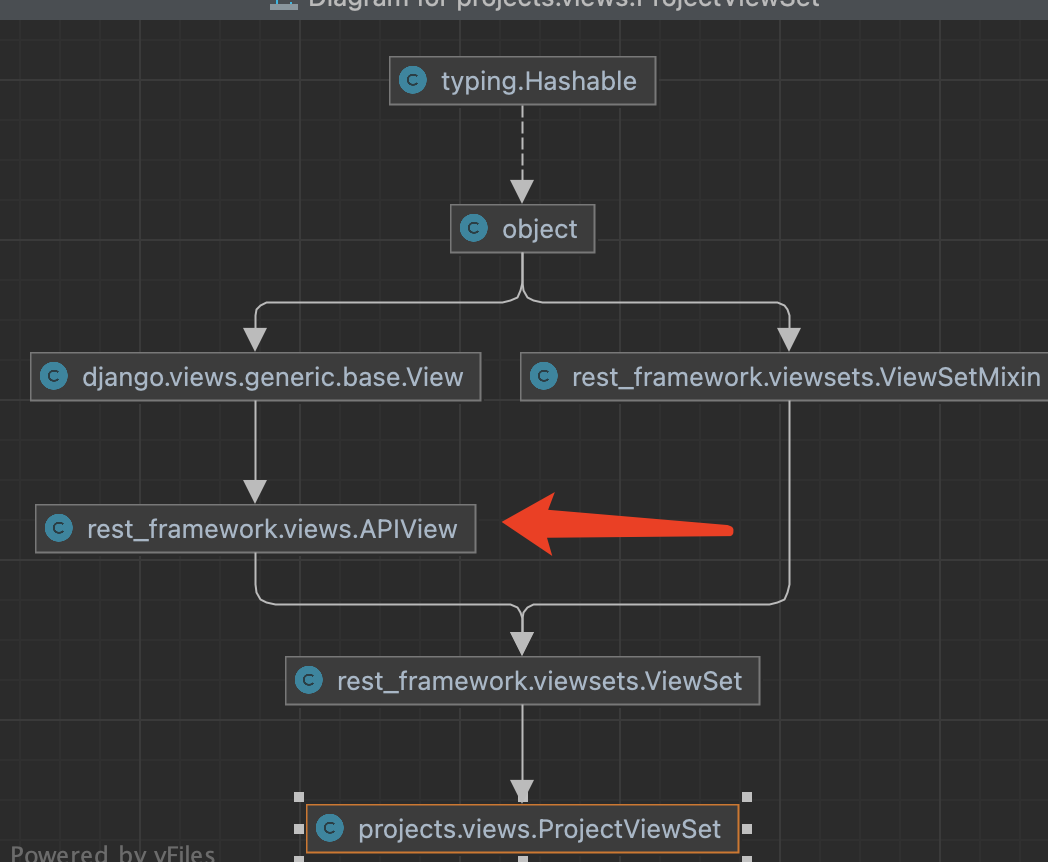 Diagram for projects.views.ProjectViewSet
C typing.Hashable
C object
C django.views.generic.base.View
C rest_framework.viewsets.ViewSetMixin
C rest_framework.views.APIView
C rest_framework.viewsets.ViewSet
C projects.views.ProjectViewSet
Powered by yFiles